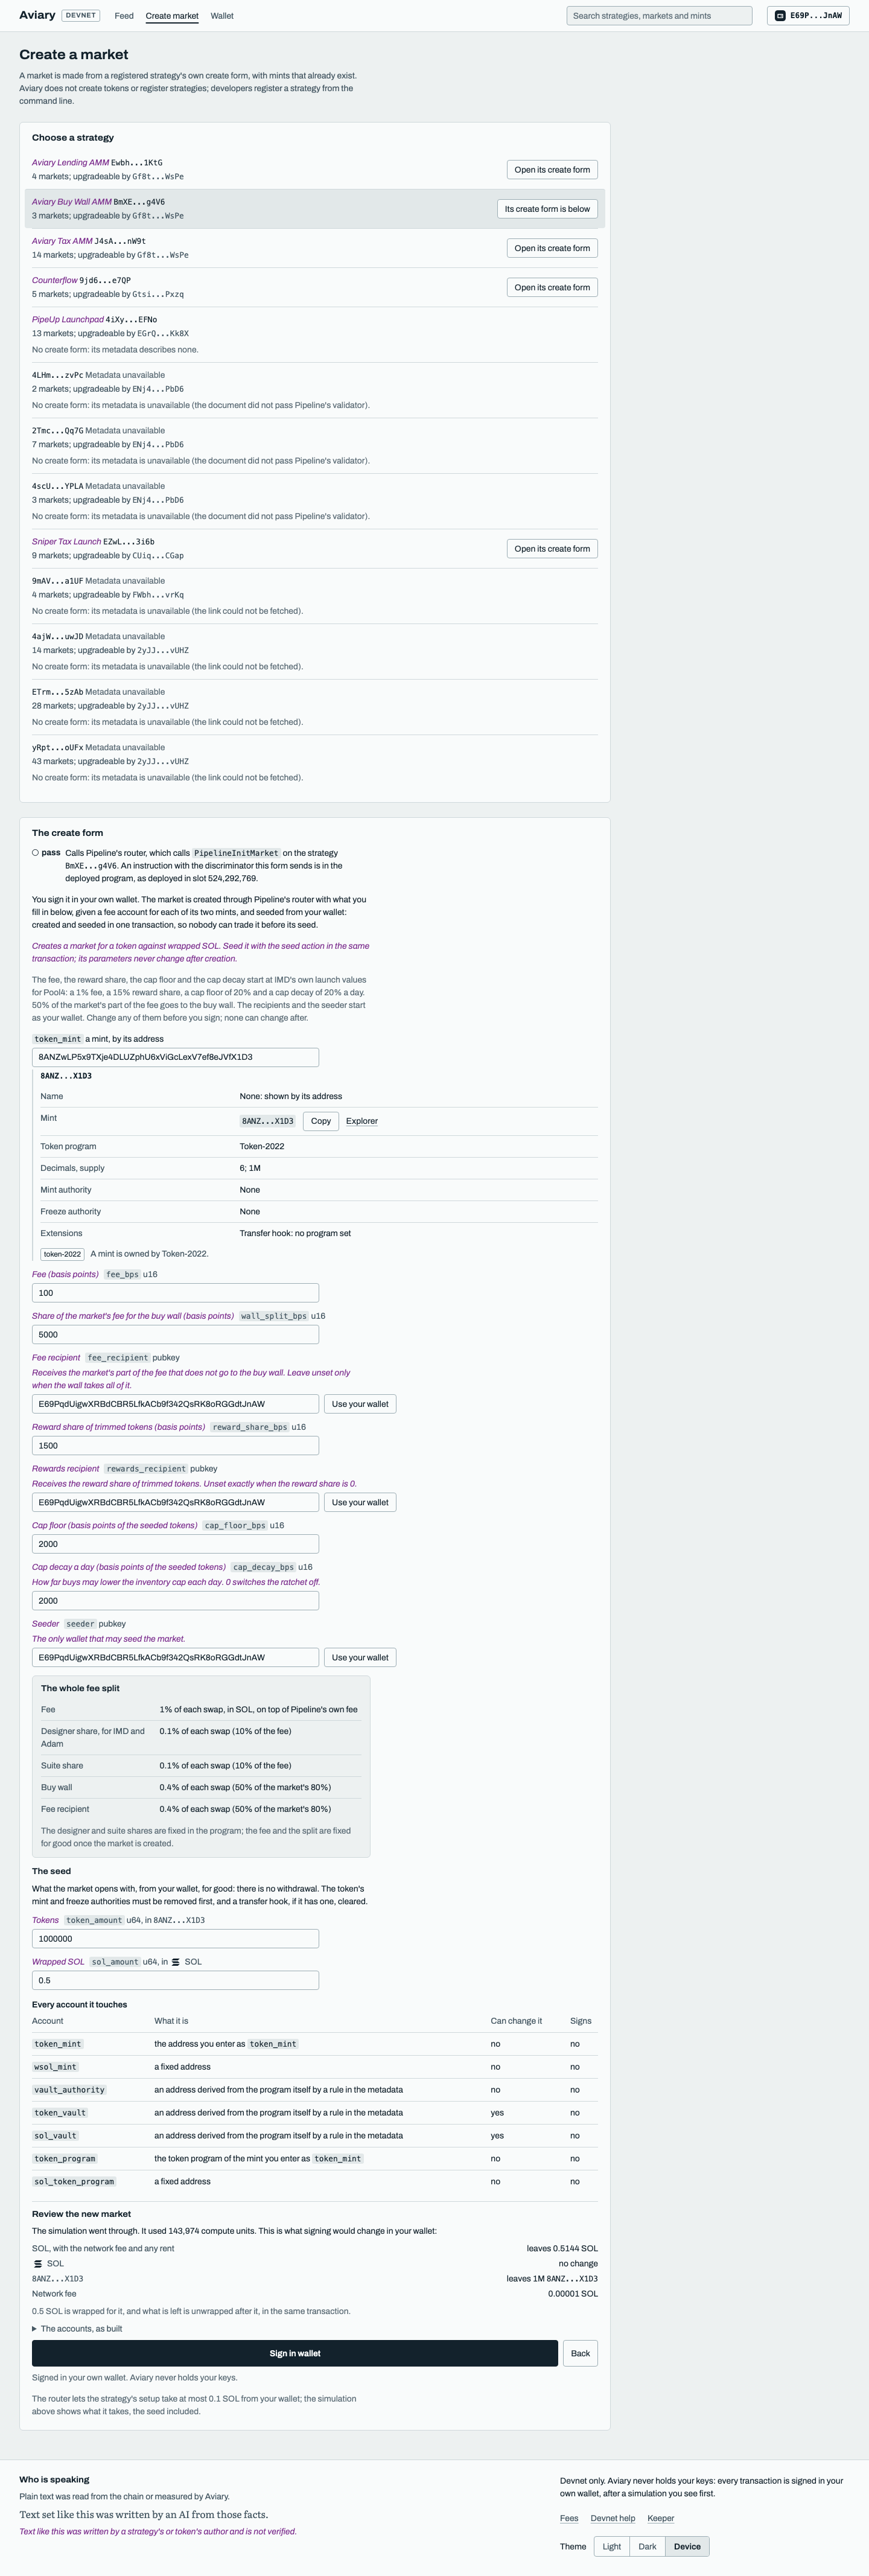 Aviary DEVNET Feed Create market Wallet Search strategies, markets and mints E69P...JnAW
Create a market
A market is made from a registered strategy's own create form, with mints that already exist.
Aviary does not create tokens or register strategies; developers register a strategy from the
command line.
Choose a strategy
Aviary Lending AMM Ewbh...1KtG
4 markets; upgradeable by Gf8t...WsPe
Open its create form
Aviary Buy Wall AMM BmXE...g4V6
3 markets; upgradeable by Gf8t...WsPe
Its create form is below
Aviary Tax AMM J4sA...nW9t
14 markets; upgradeable by Gf8t...WsPe
Open its create form
Counterflow 9jd6...e7QP
5 markets; upgradeable by Gtsi...Pxzq
Open its create form
PipeUp Launchpad 4iXy...EFNo
13 markets; upgradeable by EGrQ...Kk8X
No create form: its metadata describes none.
4LHm...zvPc Metadata unavailable
2 markets; upgradeable by ENj4...PbD6
No create form: its metadata is unavailable (the document did not pass Pipeline's validator).
2Tmc...Qq7G Metadata unavailable
7 markets; upgradeable by ENj4...PbD6
No create form: its metadata is unavailable (the document did not pass Pipeline's validator).
4scU...YPLA Metadata unavailable
3 markets; upgradeable by ENj4...PbD6
No create form: its metadata is unavailable (the document did not pass Pipeline's validator).
Sniper Tax Launch EZwL...3i6b
9 markets; upgradeable by CUiq...CGap
Open its create form
9mAV...a1UF Metadata unavailable
4 markets; upgradeable by FWbh...vrKq
No create form: its metadata is unavailable (the link could not be fetched).
4ajW...uwJD Metadata unavailable
14 markets; upgradeable by 2yJJ...vUHZ
No create form: its metadata is unavailable (the link could not be fetched).
ETrm...5zAb Metadata unavailable
28 markets; upgradeable by 2yJJ...vUHZ
No create form: its metadata is unavailable (the link could not be fetched).
yRpt...oUFx Metadata unavailable
43 markets; upgradeable by 2yJJ...vUHZ
No create form: its metadata is unavailable (the link could not be fetched).
The create form
pass Calls Pipeline's router, which calls PipelineInitMarket on the strategy
BmXE...g4V6. An instruction with the discriminator this form sends is in the
deployed program, as deployed in slot 524,292,769.
You sign it in your own wallet. The market is created through Pipeline's router with what you
fill in below, given a fee account for each of its two mints, and seeded from your wallet:
created and seeded in one transaction, so nobody can trade it before its seed.
Creates a market for a token against wrapped SOL. Seed it with the seed action in the same
transaction; its parameters never change after creation.
The fee, the reward share, the cap floor and the cap decay start at IMD's own launch values
for Pool4: a 1% fee, a 15% reward share, a cap floor of 20% and a cap decay of 20% a day.
50% of the market's part of the fee goes to the buy wall. The recipients and the seeder start
as your wallet. Change any of them before you sign; none can change after.
token_mint a mint, by its address
8ANZwLP5x9TXje4DLUZphU6xViGcLexV7ef8eJVfX1D3
8ANZ...X1D3
Name None: shown by its address
Mint 8ANZ...X1D3 Copy Explorer
Token program Token-2022
Decimals, supply 6; 1M
Mint authority None
Freeze authority None
Extensions Transfer hook: no program set
token-2022 A mint is owned by Token-2022.
Fee (basis points) fee_bps u16
100
Share of the market's fee for the buy wall (basis points) wall_split_bps u16
5000
Fee recipient fee_recipient pubkey
Receives the market's part of the fee that does not go to the buy wall. Leave unset only
when the wall takes all of it.
E69PqdUigwXRBdCBR5LfkACb9f342QsRK8oRGGdtJnAW Use your wallet
Reward share of trimmed tokens (basis points) reward_share_bps u16
1500
Rewards recipient rewards_recipient pubkey
Receives the reward share of trimmed tokens. Unset exactly when the reward share is 0.
E69PqdUigwXRBdCBR5LfkACb9f342QsRK8oRGGdtJnAW Use your wallet
Cap floor (basis points of the seeded tokens) cap_floor_bps u16
2000
Cap decay a day (basis points of the seeded tokens) cap_decay_bps u16
How far buys may lower the inventory cap each day. 0 switches the ratchet off.
2000
Seeder seeder pubkey
The only wallet that may seed the market.
E69PqdUigwXRBdCBR5LfkACb9f342QsRK8oRGGdtJnAW Use your wallet
The whole fee split
Fee 1% of each swap, in SOL, on top of Pipeline's own fee
Designer share, for IMD and 0.1% of each swap (10% of the fee)
Adam
Suite share 0.1% of each swap (10% of the fee)
Buy wall 0.4% of each swap (50% of the market's 80%)
Fee recipient 0.4% of each swap (50% of the market's 80%)
The designer and suite shares are fixed in the program; the fee and the split are fixed
for good once the market is created.
The seed
What the market opens with, from your wallet, for good: there is no withdrawal. The token's
mint and freeze authorities must be removed first, and a transfer hook, if it has one, cleared.
Tokens token_amount u64, in 8ANZ...X1D3
1000000
Wrapped SOL sol_amount u64, in SOL
0.5
Every account it touches
Account What it is Can change it Signs
token_mint the address you enter as token_mint no no
wsol_mint a fixed address no no
vault_authority an address derived from the program itself by a rule in the metadata no no
token_vault an address derived from the program itself by a rule in the metadata yes no
sol_vault an address derived from the program itself by a rule in the metadata yes no
token_program the token program of the mint you enter as token_mint no no
sol_token_program a fixed address no no
Review the new market
The simulation went through. It used 143,974 compute units. This is what signing would change in your wallet:
SOL, with the network fee and any rent leaves 0.5144 SOL
SOL no change
8ANZ...X1D3 leaves 1M 8ANZ...X1D3
Network fee 0.00001 SOL
0.5 SOL is wrapped for it, and what is left is unwrapped after it, in the same transaction.
The accounts, as built
Sign in wallet Back
Signed in your own wallet. Aviary never holds your keys.
The router lets the strategy's setup take at most 0.1 SOL from your wallet; the simulation
above shows what it takes, the seed included.
Who is speaking
Plain text was read from the chain or measured by Aviary.
Text set like this was written by an AI from those facts.
Text like this was written by a strategy's or token's author and is not verified.
Devnet only. Aviary never holds your keys: every transaction is signed in your
own wallet, after a simulation you see first.
Fees Devnet help Keeper
Theme Light Dark Device